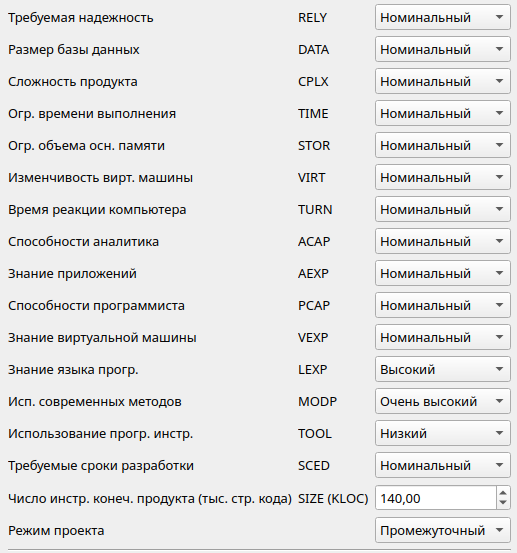 Требуемая надежность RELY Номинальный
Размер базы данных DATA Номинальный
Сложность продукта CPLX Номинальный
Огр. времени выполнения TIME Номинальный
Огр. объема осн. памяти STOR Номинальный
Изменчивость вирт. машины VIRT Номинальный
Время реакции компьютера TURN Номинальный
Способности аналитика ACAP Номинальный
Знание приложений AEXP Номинальный
Способности программиста PCAP Номинальный
Знание виртуальной машины VEXP Номинальный
Знание языка прогр. LEXP Высокий
Исп. современных методов MODP Очень высокий
Использование прогр. инстр. TOOL Низкий
Требуемые сроки разработки SCED Номинальный
Число инстр. конеч. продукта (тыс. стр. кода) SIZE (KLOC) 140,00
Режим проекта Промежуточный